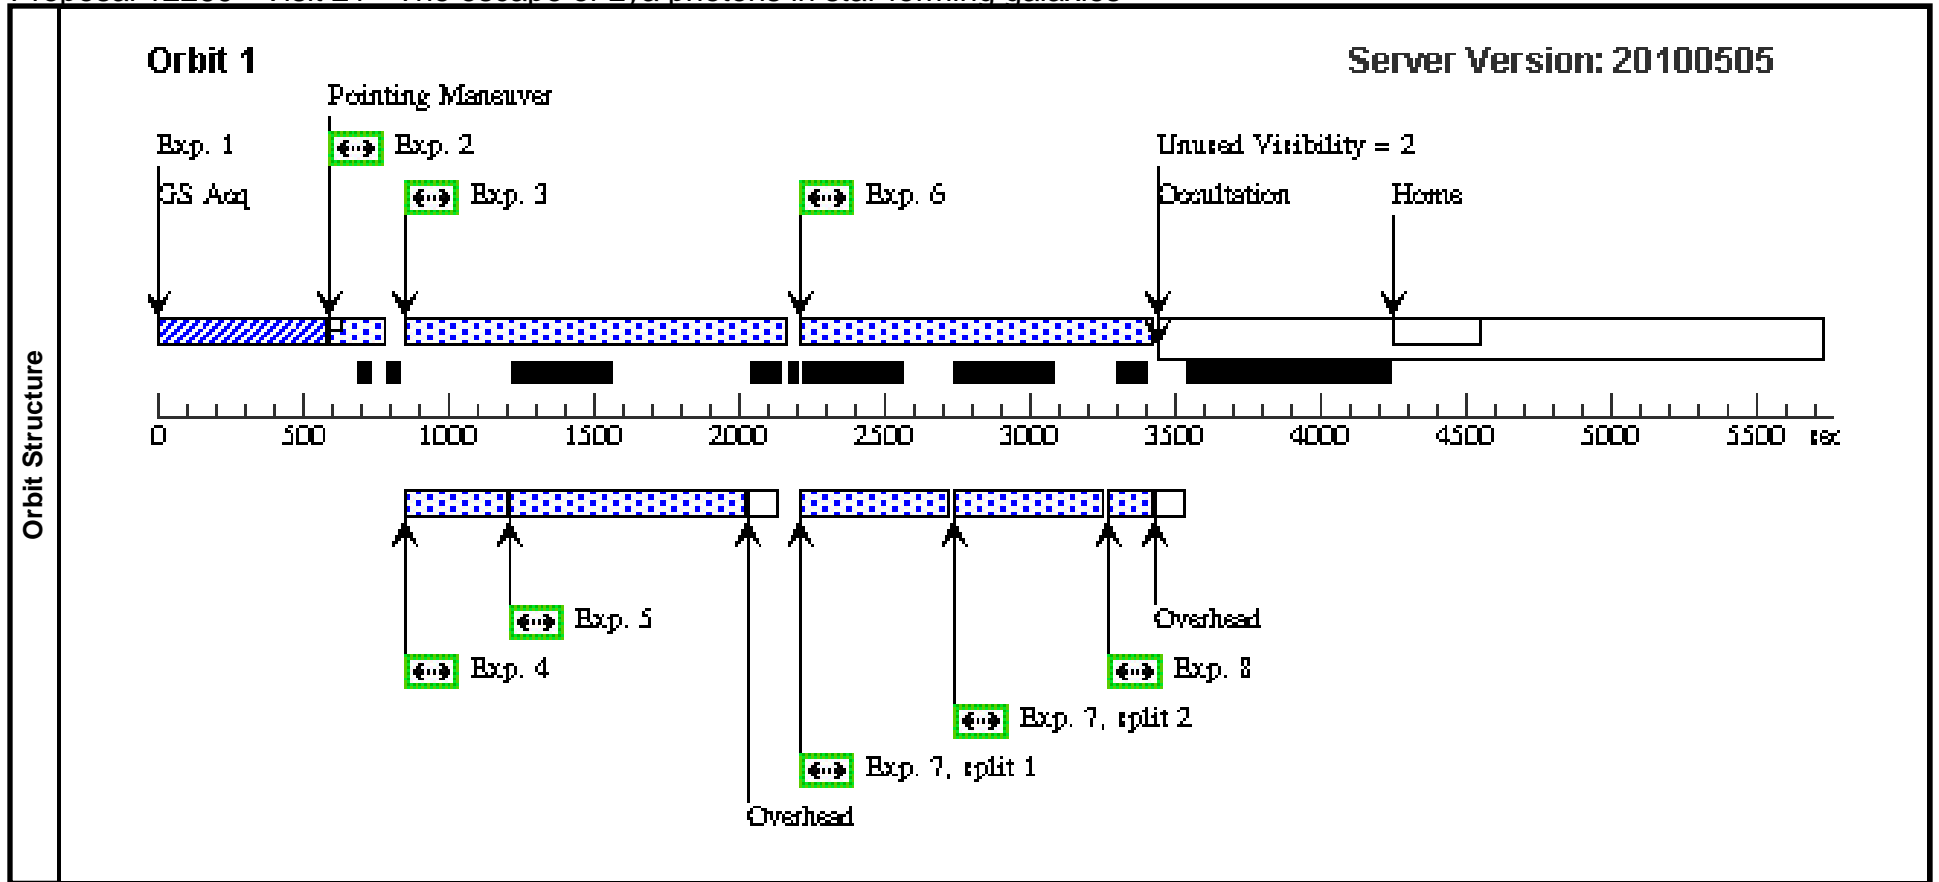 Orbit 1
Server Version: 20100505
Pointing Maneuver
Exp. 1
Exp. 2
Unused Visibility = 2
GS Acq
Exp. 3
Exp. 6
Occultation
Home
0 500 1000 1500 2000 2500 3000 3500 4000 4500 5000 5500 sec
Orbit Structure
Exp. 5
Overhead
Exp. 4
Exp. 8
Exp. 7, split 2
Exp. 7, split 1
Overhead